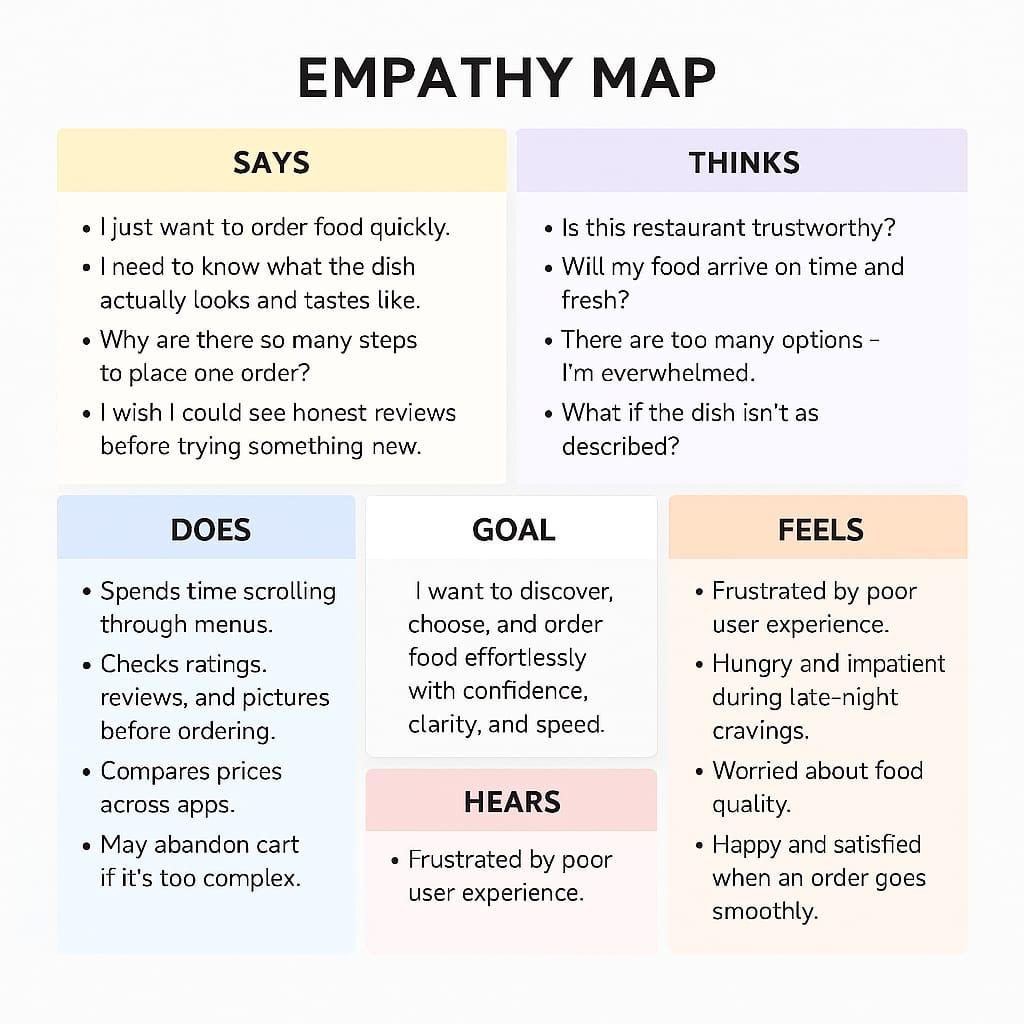 EMPATHY MAP
SAYS
• I just want to order food quickly.
• I need to know what the dish
actually looks and tastes like.
• Why are there so many steps
to place one order?
• I wish I could see honest reviews
before trying something new.
THINKS
• Is this restaurant trustworthy?
• Will my food arrive on time and
fresh?
• There are too many options –
I'm everwhelmed.
• What if the dish isn't as
described?
DOES
• Spends time scrolling
through menus.
• Checks ratings.
reviews, and pictures
before ordering.
• Compares prices
across apps.
• May abandon cart
if it's too complex.
GOAL
I want to discover,
choose, and order
food effortlessly
with confidence,
clarity, and speed.
HEARS
• Frustrated by poor
user experience.
FEELS
• Frustrated by poor
user experience.
• Hungry and impatient
during late-night
cravings.
• Worried about food
quality.
• Happy and satisfied
when an order goes
smoothly.